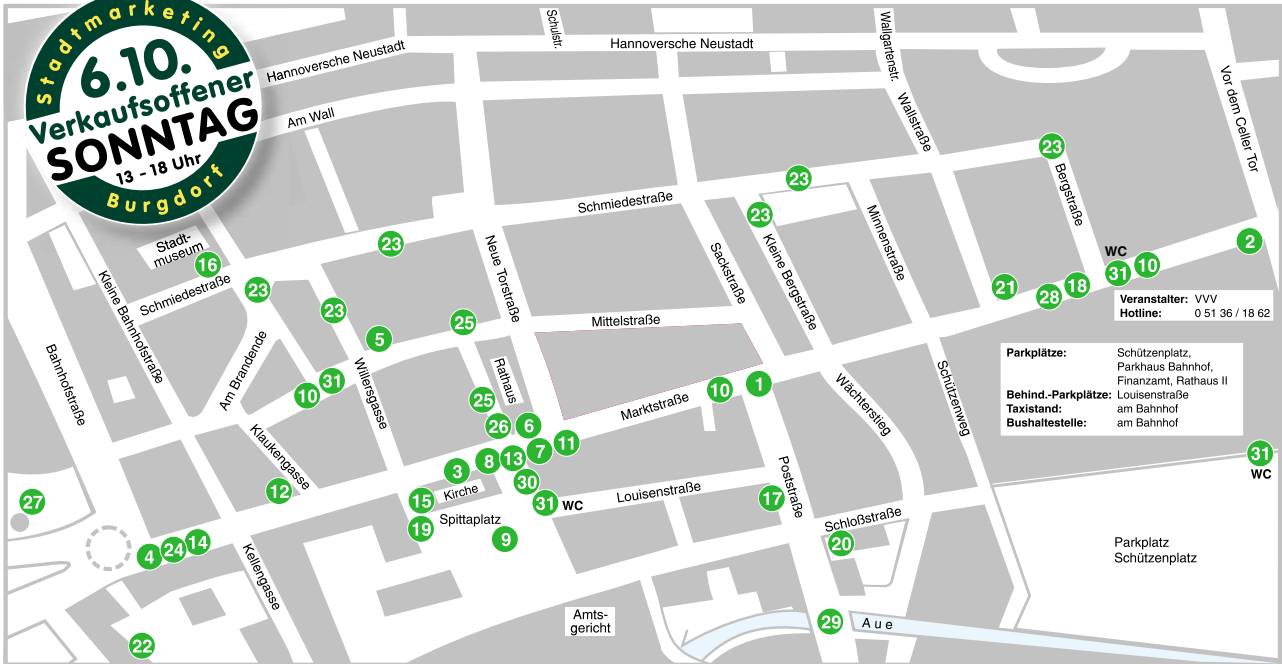 Stadtmarketing
6.10.
Verkaufsoffener
SONNTAG
13 - 18 Uhr
Burgdorf
Schulstr.
Hannoversche Neustadt
Hannoversche Neustadt
Wallgartenstr.
Vor dem Celler Tor
Am Wall
Wallstraße
23
Bergstraße
23
Schmiedestraße
23
Minnenstraße
Stadt-
museum
16
23
Neue Torstraße
Sackstraße
Kleine Bergstraße
2
WC
31
10
Kleine Bahnhofstraße
Schmiedestraße
23
23
21
28
18
Veranstalter: VVV
Hotline: 0 51 36 / 18 62
25
Mittelstraße
5
Bahnhofstraße
Am Brandende
Willersgasse
Rathaus
Parkplätze: Schützenplatz,
Parkhaus Bahnhof,
Finanzamt, Rathaus II
Behind.-Parkplätze: Louisenstraße
Taxistand: am Bahnhof
Bushaltestelle: am Bahnhof
10
31
25
Marktstraße
10
1
Wächterstieg
Schützenweg
26
6
Klaukengasse
11
7
13
8
3
31
WC
12
15
Kirche
30
31
WC
Louisenstraße
17
Poststraße
27
19
Spittaplatz
9
Schloßstraße
20
4
24
14
Kellengasse
Parkplatz
Schützenplatz
Amts-
gericht
29
Aue
22